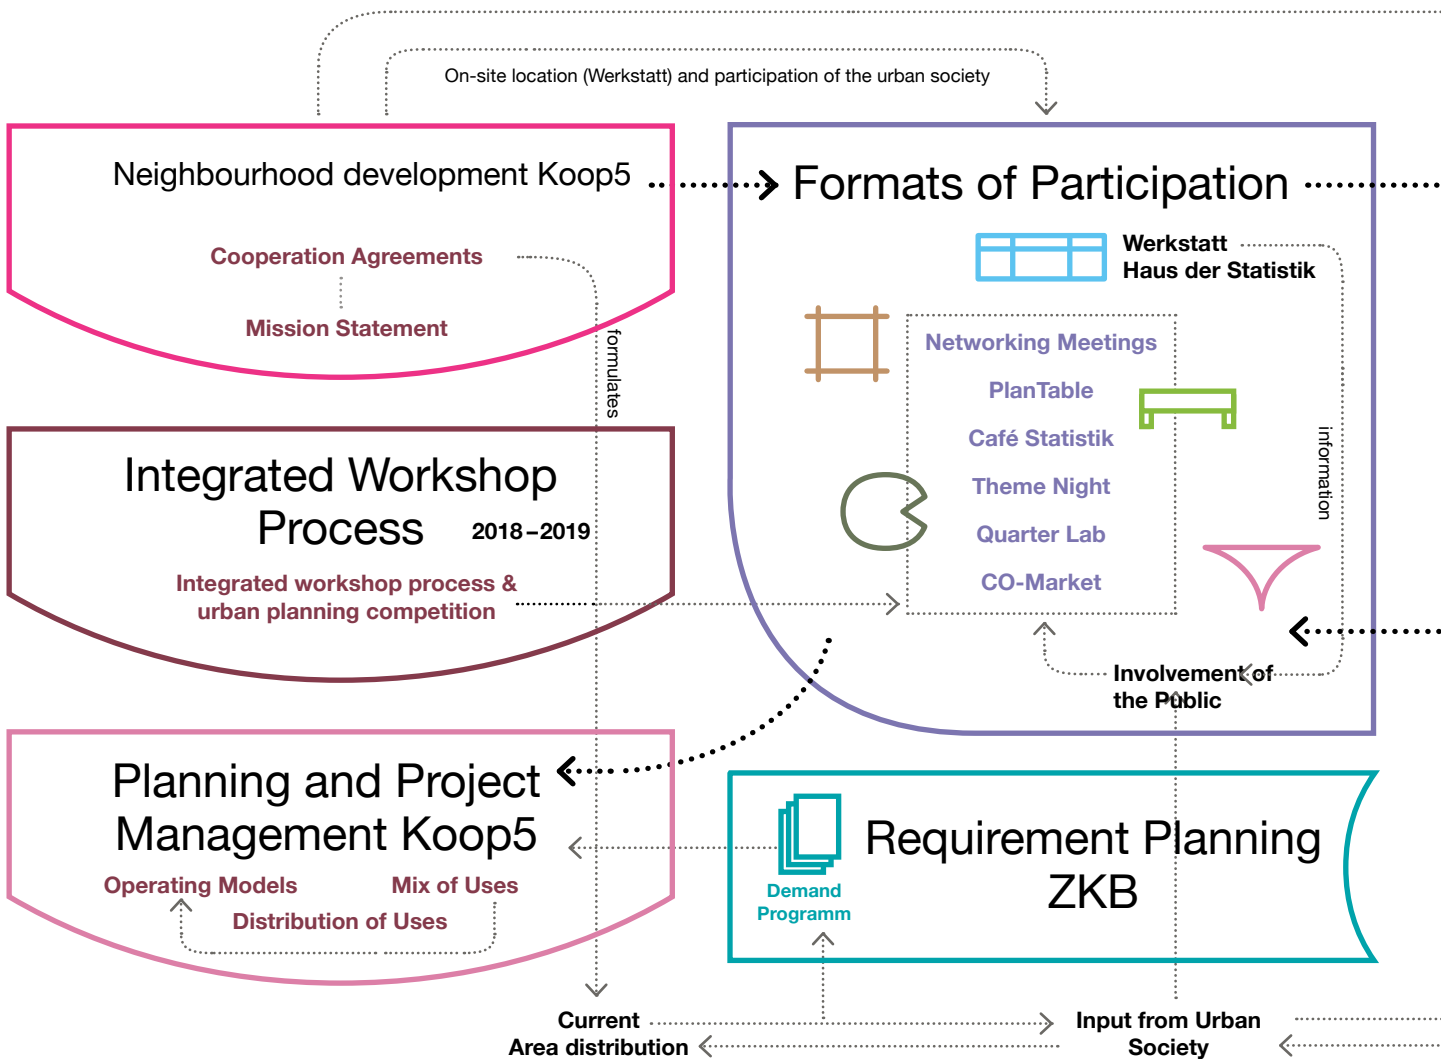 On-site location (Werkstatt) and participation of the urban society
Neighbourhood development Koop5
Cooperation Agreements
Mission Statement
formulates
Integrated Workshop
Process 2018–2019
Integrated workshop process &
urban planning competition
Planning and Project
Management Koop5
Operating Models
Mix of Uses
Distribution of Uses
Formats of Participation
Werkstatt
Haus der Statistik
Networking Meetings
PlanTable
Café Statistik
Theme Night
Quarter Lab
CO-Market
information
Involvement of
the Public
Requirement Planning
ZKB
Demand
Programm
Current
Area distribution
Input from Urban
Society